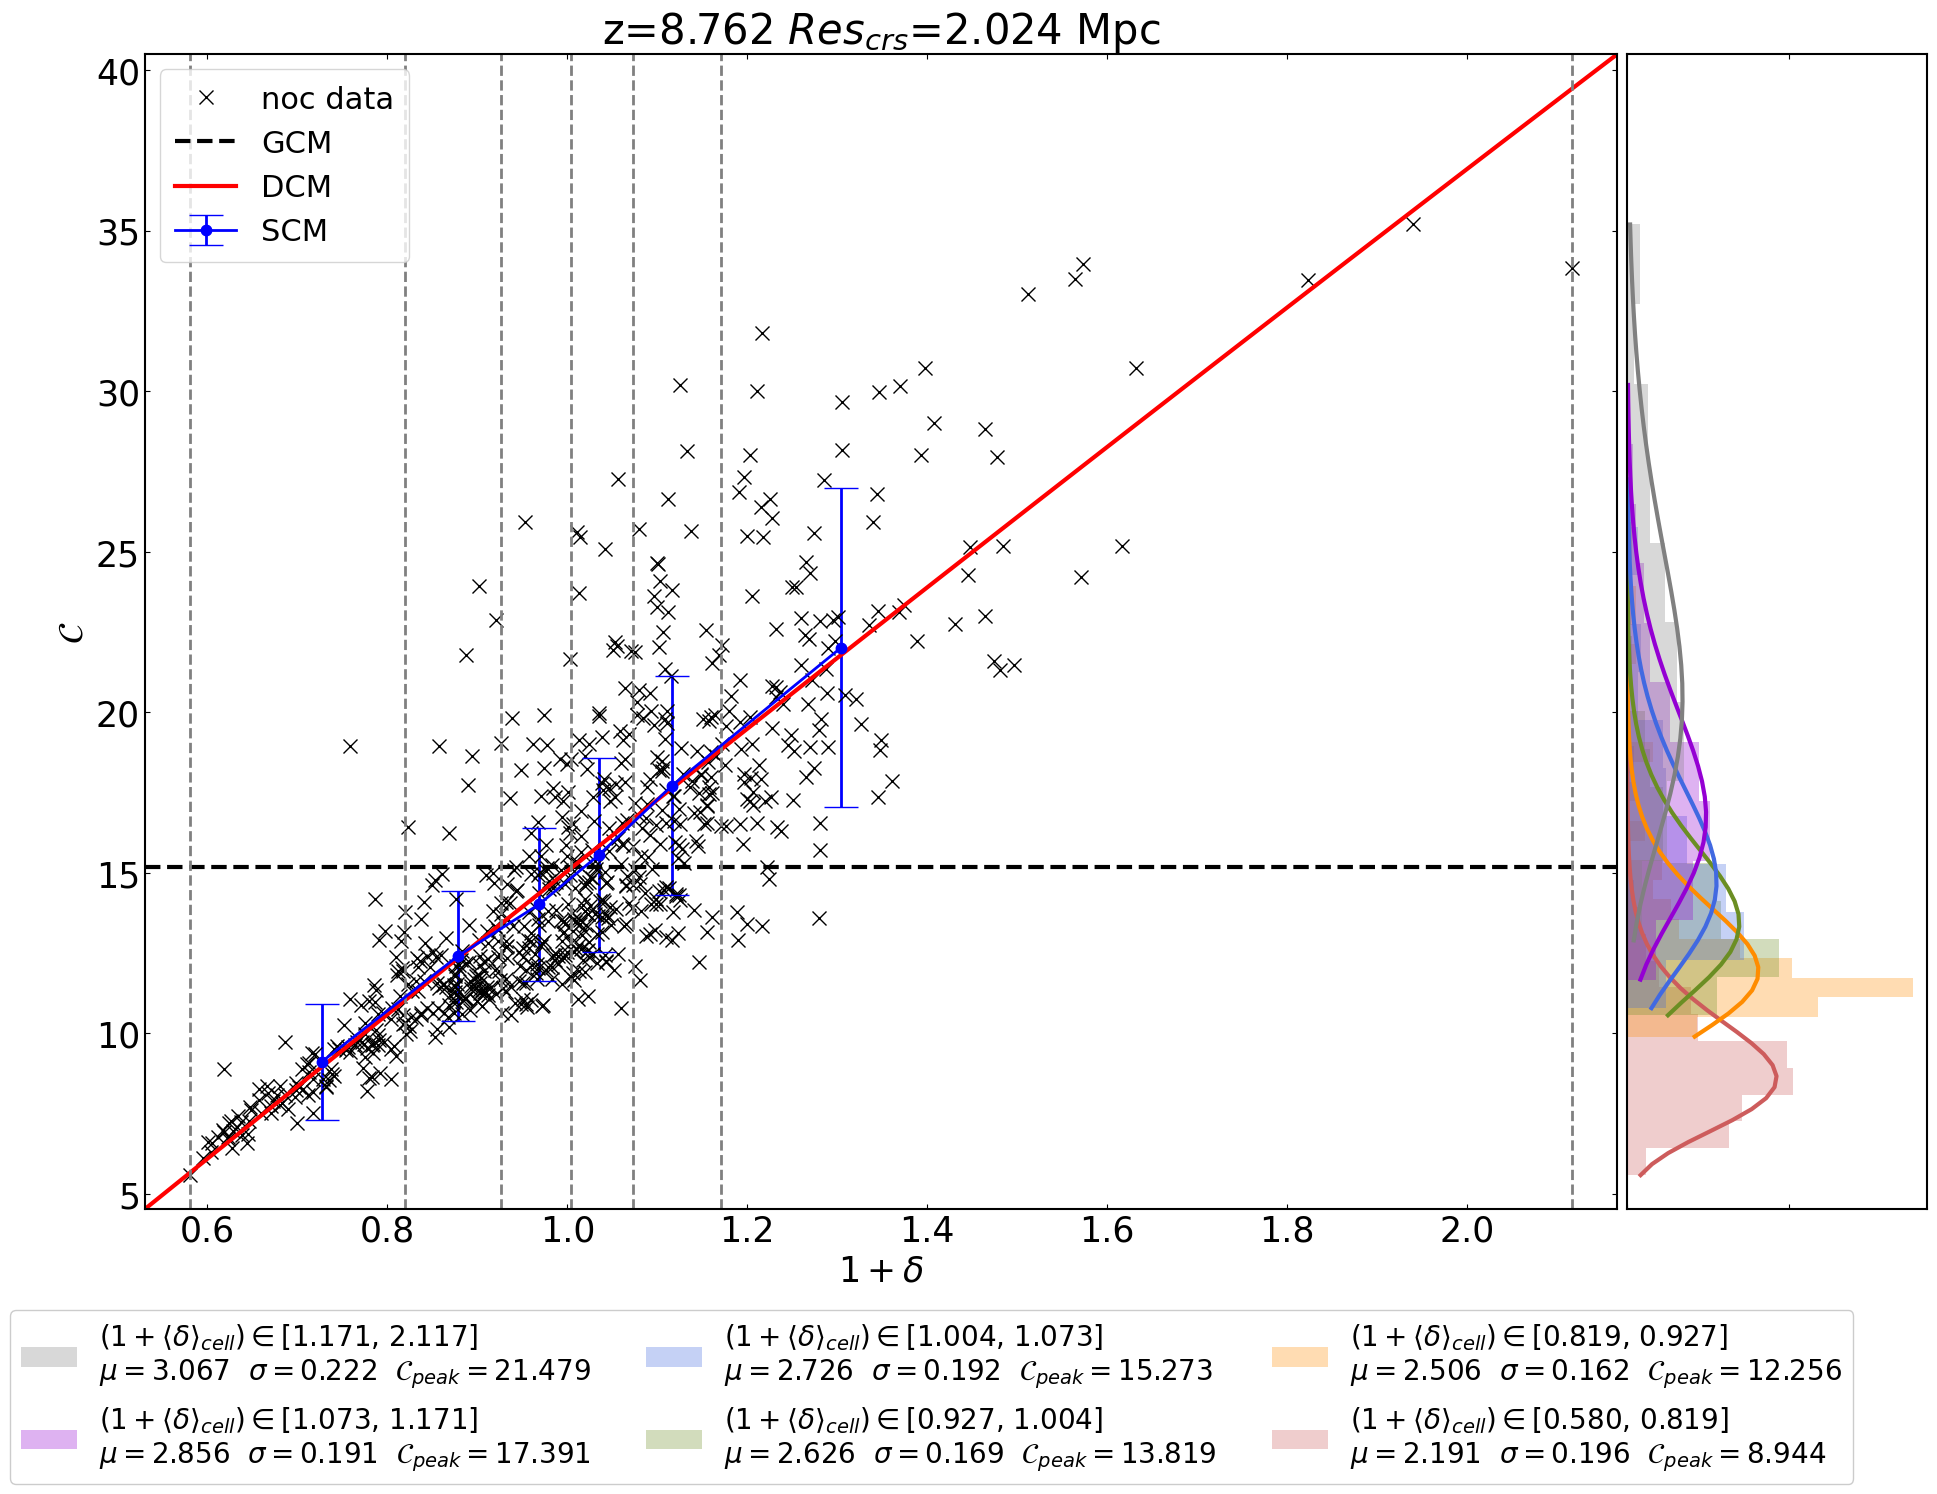 z=8.762 Res_crs=2.024 Mpc
noc data
GCM
DCM
SCM
40
35
30
25
20
15
10
5
𝒞
0.6 0.8 1.0 1.2 1.4 1.6 1.8 2.0
1 + δ
(1 + ⟨δ⟩_cell) ∈ [1.171, 2.117]
μ = 3.067 σ = 0.222 𝒞_peak = 21.479
(1 + ⟨δ⟩_cell) ∈ [1.073, 1.171]
μ = 2.856 σ = 0.191 𝒞_peak = 17.391
(1 + ⟨δ⟩_cell) ∈ [1.004, 1.073]
μ = 2.726 σ = 0.192 𝒞_peak = 15.273
(1 + ⟨δ⟩_cell) ∈ [0.927, 1.004]
μ = 2.626 σ = 0.169 𝒞_peak = 13.819
(1 + ⟨δ⟩_cell) ∈ [0.819, 0.927]
μ = 2.506 σ = 0.162 𝒞_peak = 12.256
(1 + ⟨δ⟩_cell) ∈ [0.580, 0.819]
μ = 2.191 σ = 0.196 𝒞_peak = 8.944